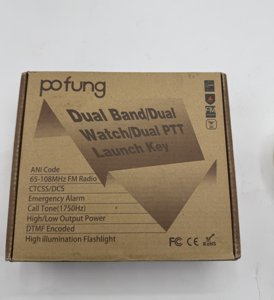 pofung
Dual Band/Dual
Watch/Dual PTT
Launch Key
ANI Code
65-108MHz FM Radio
CTCSS/DCS
Emergency Alarm
Call Tone(1750Hz)
High/Low Output Power
DTMF Encoded
High illumination Flashlight
FC CE RoHS